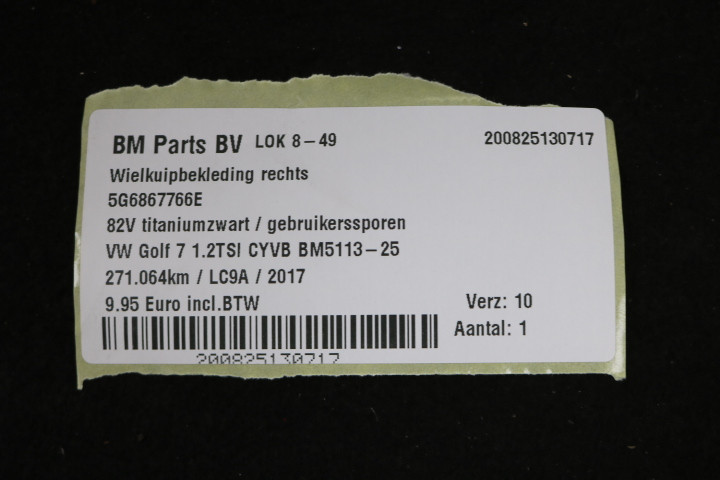 BM Parts BV LOK 8-49 200825130717
Wielkuipbekleding rechts
5G6867766E
82V titaniumzwart / gebruikerssporen
VW Golf 7 1.2TSI CYVB BM5113-25
271.064km / LC9A / 2017
9.95 Euro incl.BTW Verz: 10
Aantal: 1
200825130717